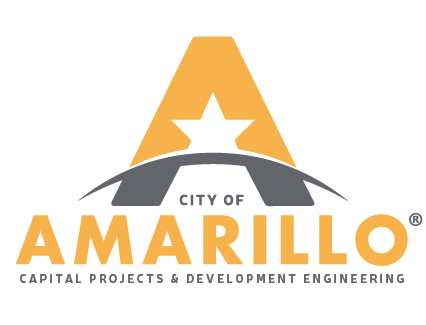 CITY OF
AMARILLO®
CAPITAL PROJECTS & DEVELOPMENT ENGINEERING